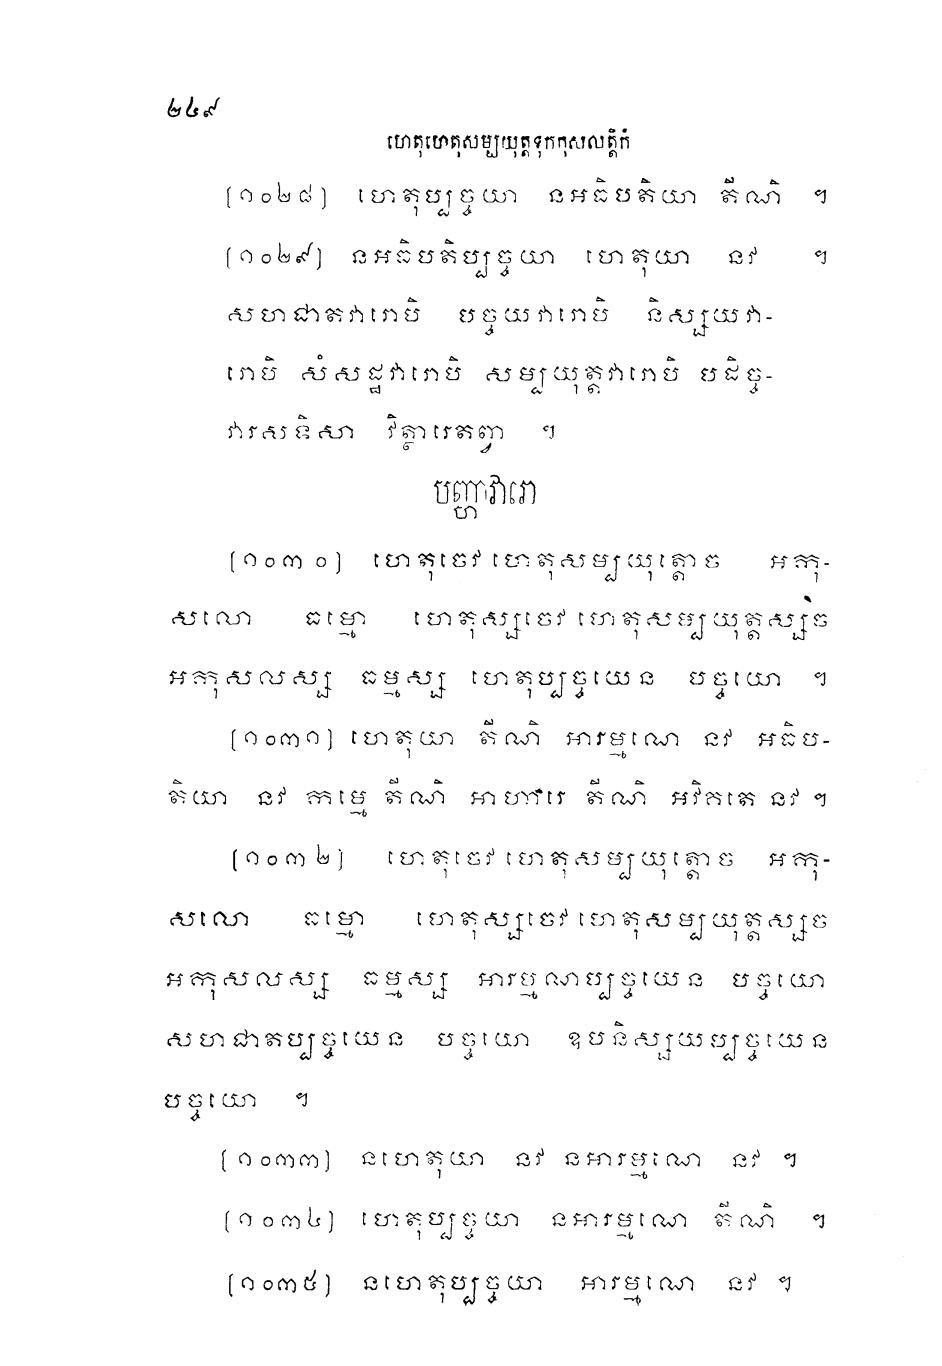 ២៤៩
ហេតុហេតុសម្បយុត្តទុកកុសលត្តិកំ
(១០២៨) ហេតុប្បច្ចយា នអធិបតិយា តីណិ ។
(១០២៩) នអធិបតិប្បច្ចយា ហេតុយា នវ ។
សហជាតវារោបិ បច្ចយវារោបិ និស្សយវា-
រោបិ សំសដ្ឋវារោបិ សម្បយុត្តវារោបិ បដិច្ច-
វារសទិសា វិត្ថារេតព្វា ។
បញ្ហាវារោ
(១០៣០) ហេតុចេវ ហេតុសម្បយុត្តោច អកុ-
សលោ ធម្មោ ហេតុស្សចេវ ហេតុសម្បយុត្តស្សច
អកុសលស្ស ធម្មស្ស ហេតុប្បច្ចយេន បច្ចយោ ។
(១០៣១) ហេតុយា តីណិ អារម្មណេ នវ អធិប-
តិយា នវ កម្មេ តីណិ អាហារេ តីណិ អវិគតេ នវ ។
(១០៣២) ហេតុចេវ ហេតុសម្បយុត្តោច អកុ-
សលោ ធម្មោ ហេតុស្សចេវ ហេតុសម្បយុត្តស្សច
អកុសលស្ស ធម្មស្ស អារម្មណប្បច្ចយេន បច្ចយោ
សហជាតប្បច្ចយេន បច្ចយោ ឧបនិស្សយប្បច្ចយេន
បច្ចយោ ។
(១០៣៣) នហេតុយា នវ នអារម្មណេ នវ ។
(១០៣៤) ហេតុប្បច្ចយា នអារម្មណេ តីណិ ។
(១០៣៥) នហេតុប្បច្ចយា អារម្មណេ នវ ។